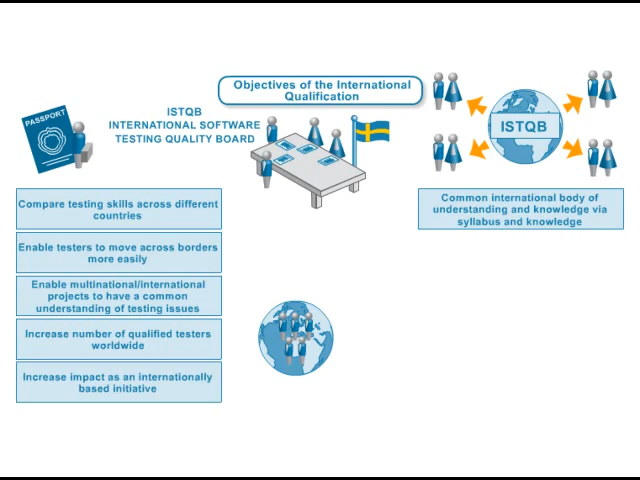 Objectives of the International
Qualification
PASSPORT
ISTQB
INTERNATIONAL SOFTWARE
TESTING QUALITY BOARD
ISTQB
Compare testing skills across different
countries
Enable testers to move across borders
more easily
Enable multinational/international
projects to have a common
understanding of testing issues
Increase number of qualified testers
worldwide
Increase impact as an internationally
based initiative
Common international body of
understanding and knowledge via
syllabus and knowledge